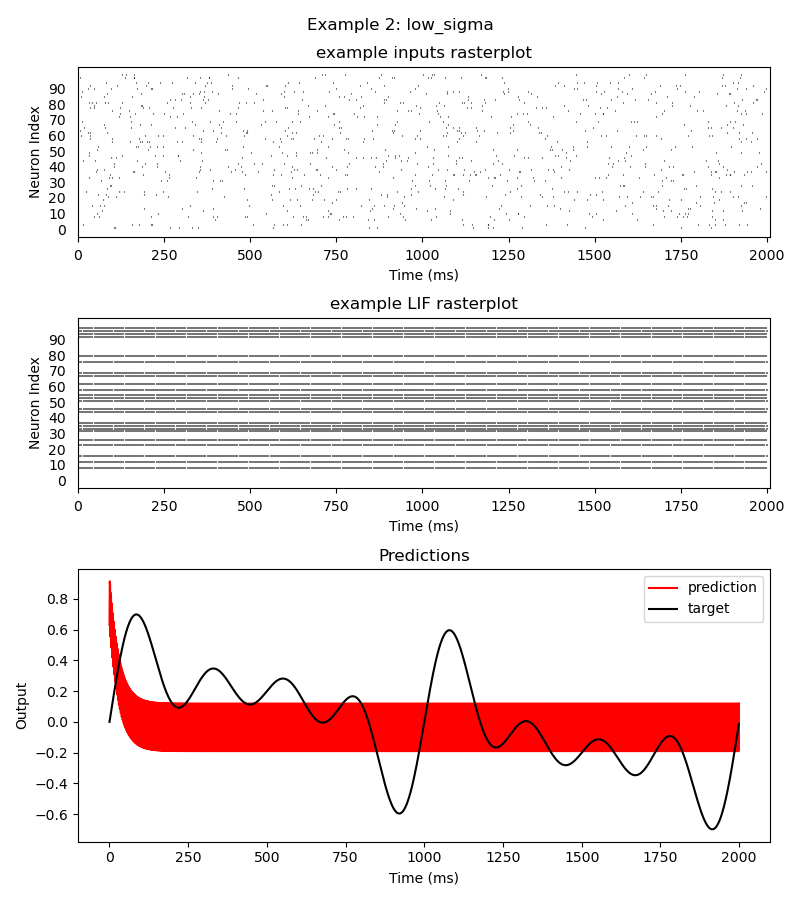 Example 2: low_sigma
example inputs rasterplot
Neuron Index
90
80
70
60
50
40
30
20
10
0
0 250 500 750 1000 1250 1500 1750 2000
Time (ms)
example LIF rasterplot
Neuron Index
90
80
70
60
50
40
30
20
10
0
0 250 500 750 1000 1250 1500 1750 2000
Time (ms)
Predictions
Output
0.8
0.6
0.4
0.2
0.0
−0.2
−0.4
−0.6
prediction
target
0 250 500 750 1000 1250 1500 1750 2000
Time (ms)